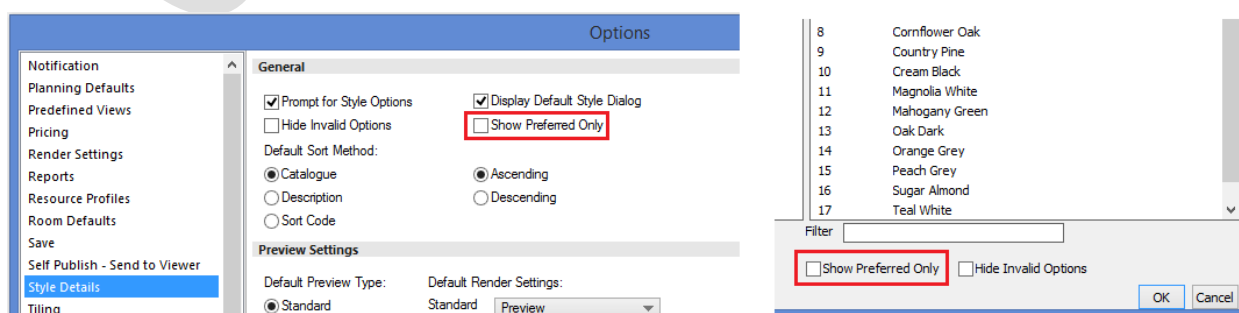 Options
Notification
Planning Defaults
Predefined Views
Pricing
Render Settings
Reports
Resource Profiles
Room Defaults
Save
Self Publish - Send to Viewer
Style Details
Tiling
General
Prompt for Style Options Display Default Style Dialog
Hide Invalid Options Show Preferred Only
Default Sort Method:
Catalogue Ascending
Description Descending
Sort Code
Preview Settings
Default Preview Type: Default Render Settings:
Standard Standard Preview
8 Cornflower Oak
9 Country Pine
10 Cream Black
11 Magnolia White
12 Mahogany Green
13 Oak Dark
14 Orange Grey
15 Peach Grey
16 Sugar Almond
17 Teal White
Filter
Show Preferred Only Hide Invalid Options
OK Cancel